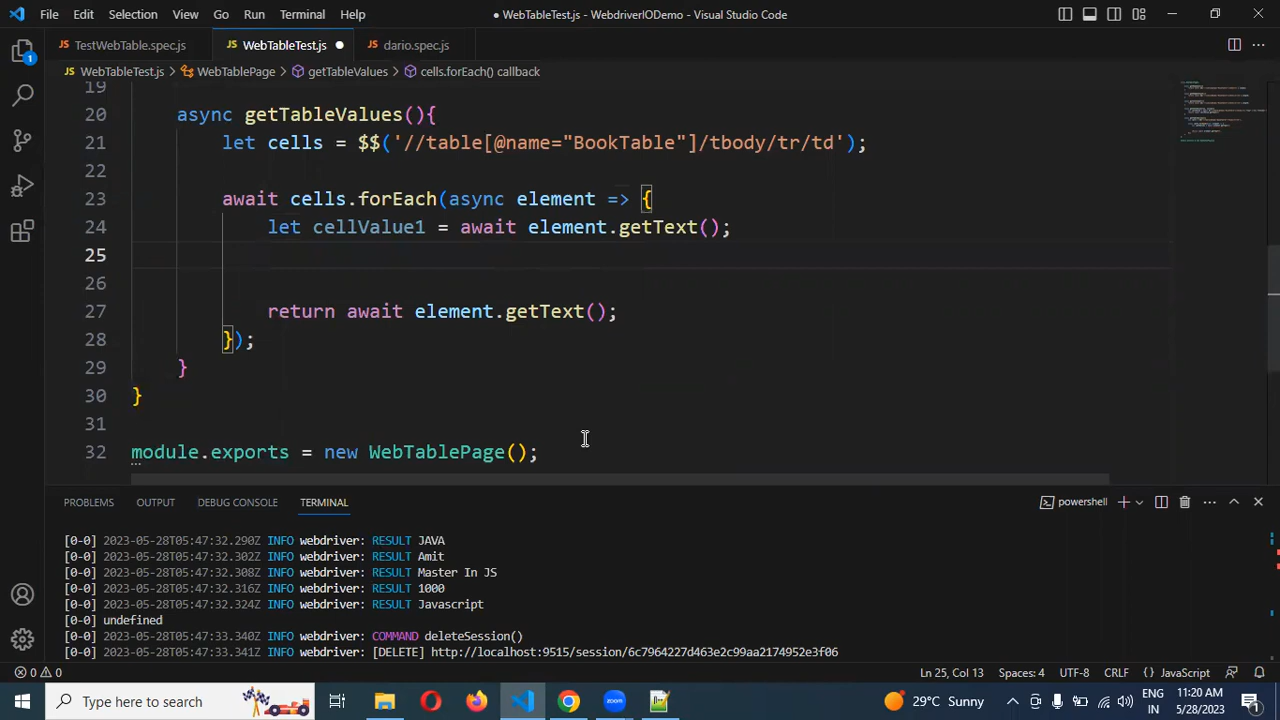 File Edit Selection View Go Run Terminal Help
● WebTableTest.js - WebdriverIODemo - Visual Studio Code
JS TestWebTable.spec.js JS WebTableTest.js ● JS dario.spec.js
JS WebTableTest.js > WebTablePage > getTableValues > cells.forEach() callback
19
20 async getTableValues(){
21 let cells = $$('//table[@name="BookTable"]/tbody/tr/td');
22
23 await cells.forEach(async element => {
24 let cellValue1 = await element.getText();
25
26
27 return await element.getText();
28 });
29 }
30 }
31
32 module.exports = new WebTablePage();
PROBLEMS OUTPUT DEBUG CONSOLE TERMINAL powershell
[0-0] 2023-05-28T05:47:32.290Z INFO webdriver: RESULT JAVA
[0-0] 2023-05-28T05:47:32.302Z INFO webdriver: RESULT Amit
[0-0] 2023-05-28T05:47:32.308Z INFO webdriver: RESULT Master In JS
[0-0] 2023-05-28T05:47:32.316Z INFO webdriver: RESULT 1000
[0-0] 2023-05-28T05:47:32.324Z INFO webdriver: RESULT Javascript
[0-0] undefined
[0-0] 2023-05-28T05:47:33.340Z INFO webdriver: COMMAND deleteSession()
[0-0] 2023-05-28T05:47:33.341Z INFO webdriver: [DELETE] http://localhost:9515/session/6c7964227d463e2c99aa2174952e3f06
0 0 Ln 25, Col 13 Spaces: 4 UTF-8 CRLF {} JavaScript
Type here to search 29°C Sunny ENG IN 11:20 AM 5/28/2023 1